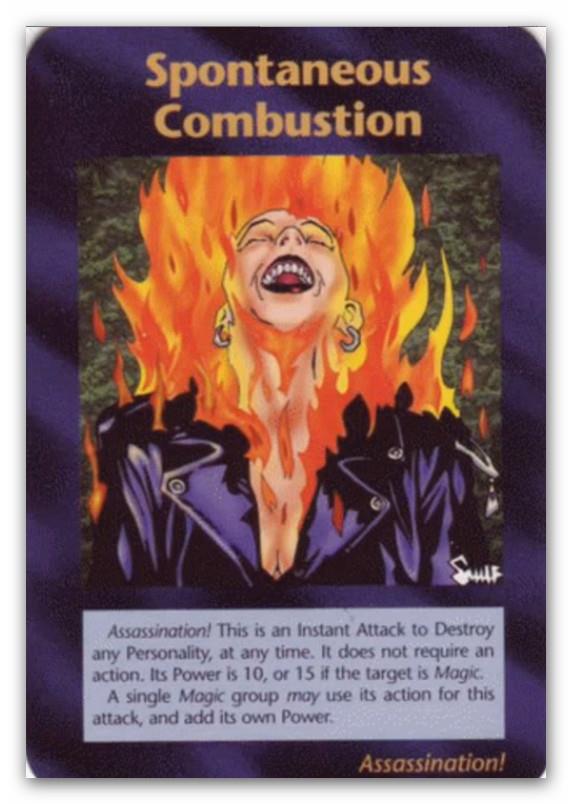 Spontaneous
Combustion
Assassination! This is an Instant Attack to Destroy
any Personality, at any time. It does not require an
action. Its Power is 10, or 15 if the target is Magic.
A single Magic group may use its action for this
attack, and add its own Power.
Assassination!